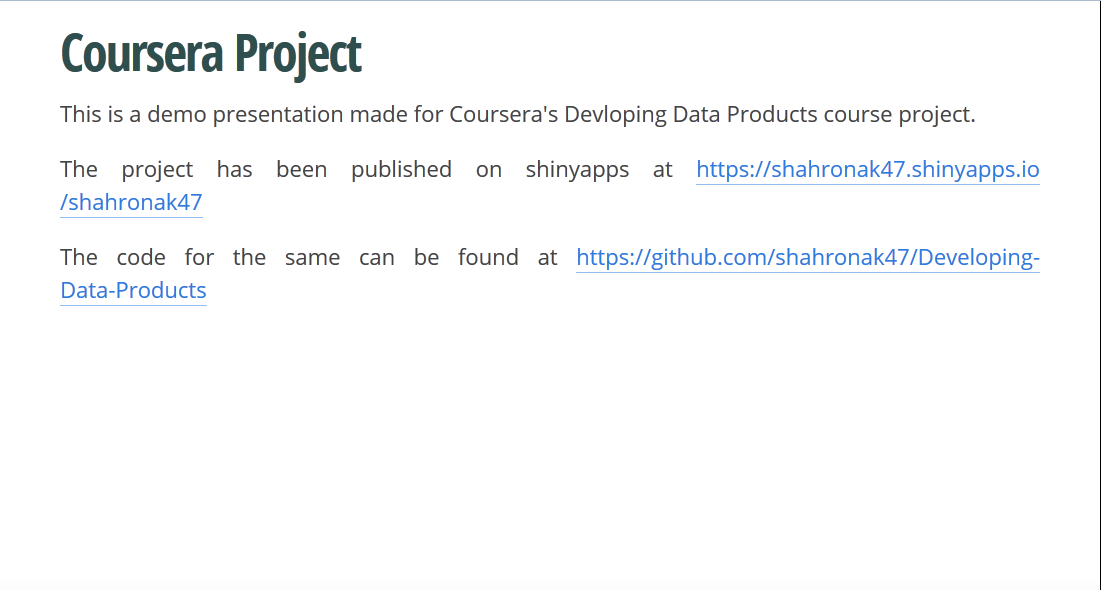 Coursera Project
This is a demo presentation made for Coursera's Devloping Data Products course project.
The project has been published on shinyapps at https://shahronak47.shinyapps.io
/shahronak47
The code for the same can be found at https://github.com/shahronak47/Developing-
Data-Products